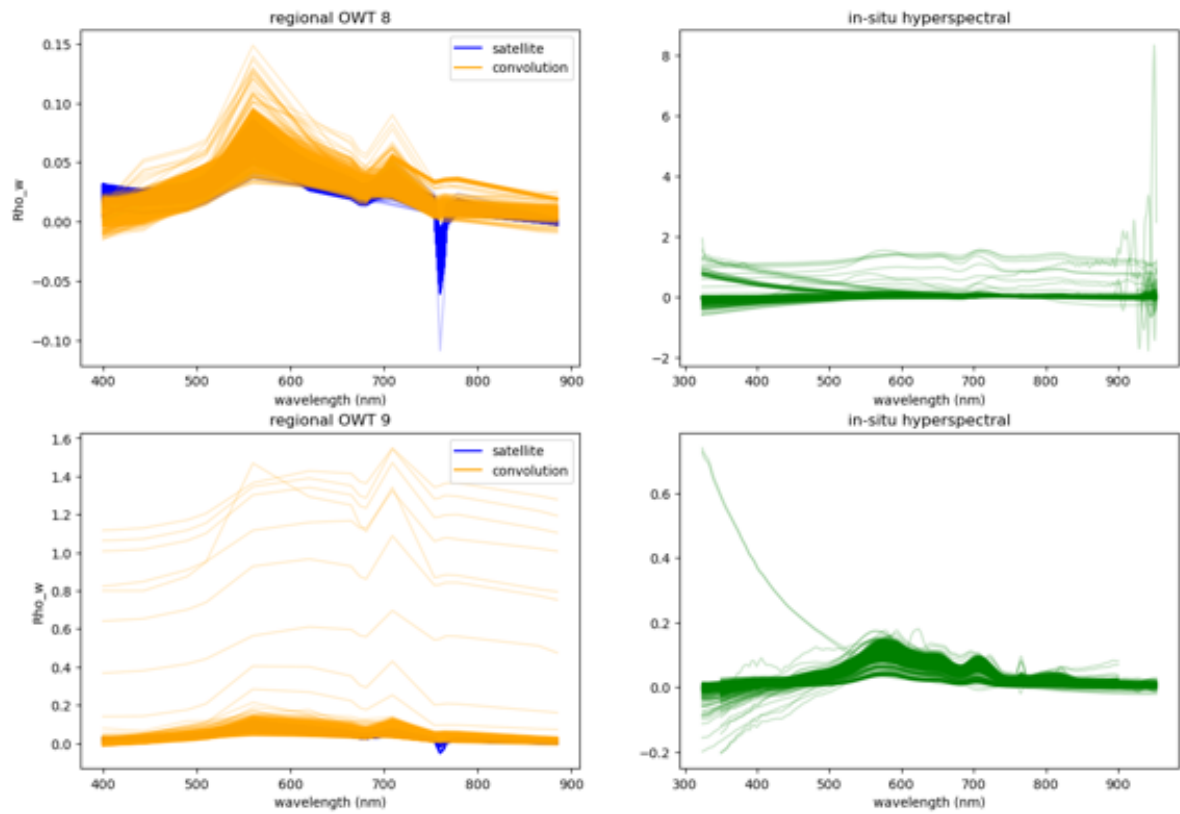 regional OWT 8
satellite
convolution
0.15
0.10
0.05
0.00
−0.05
−0.10
Rho_w
400 500 600 700 800 900
wavelength (nm)
in-situ hyperspectral
8
6
4
2
0
−2
300 400 500 600 700 800 900
wavelength (nm)
regional OWT 9
satellite
convolution
1.6
1.4
1.2
1.0
0.8
0.6
0.4
0.2
0.0
Rho_w
400 500 600 700 800 900
wavelength (nm)
in-situ hyperspectral
0.6
0.4
0.2
0.0
−0.2
300 400 500 600 700 800 900
wavelength (nm)